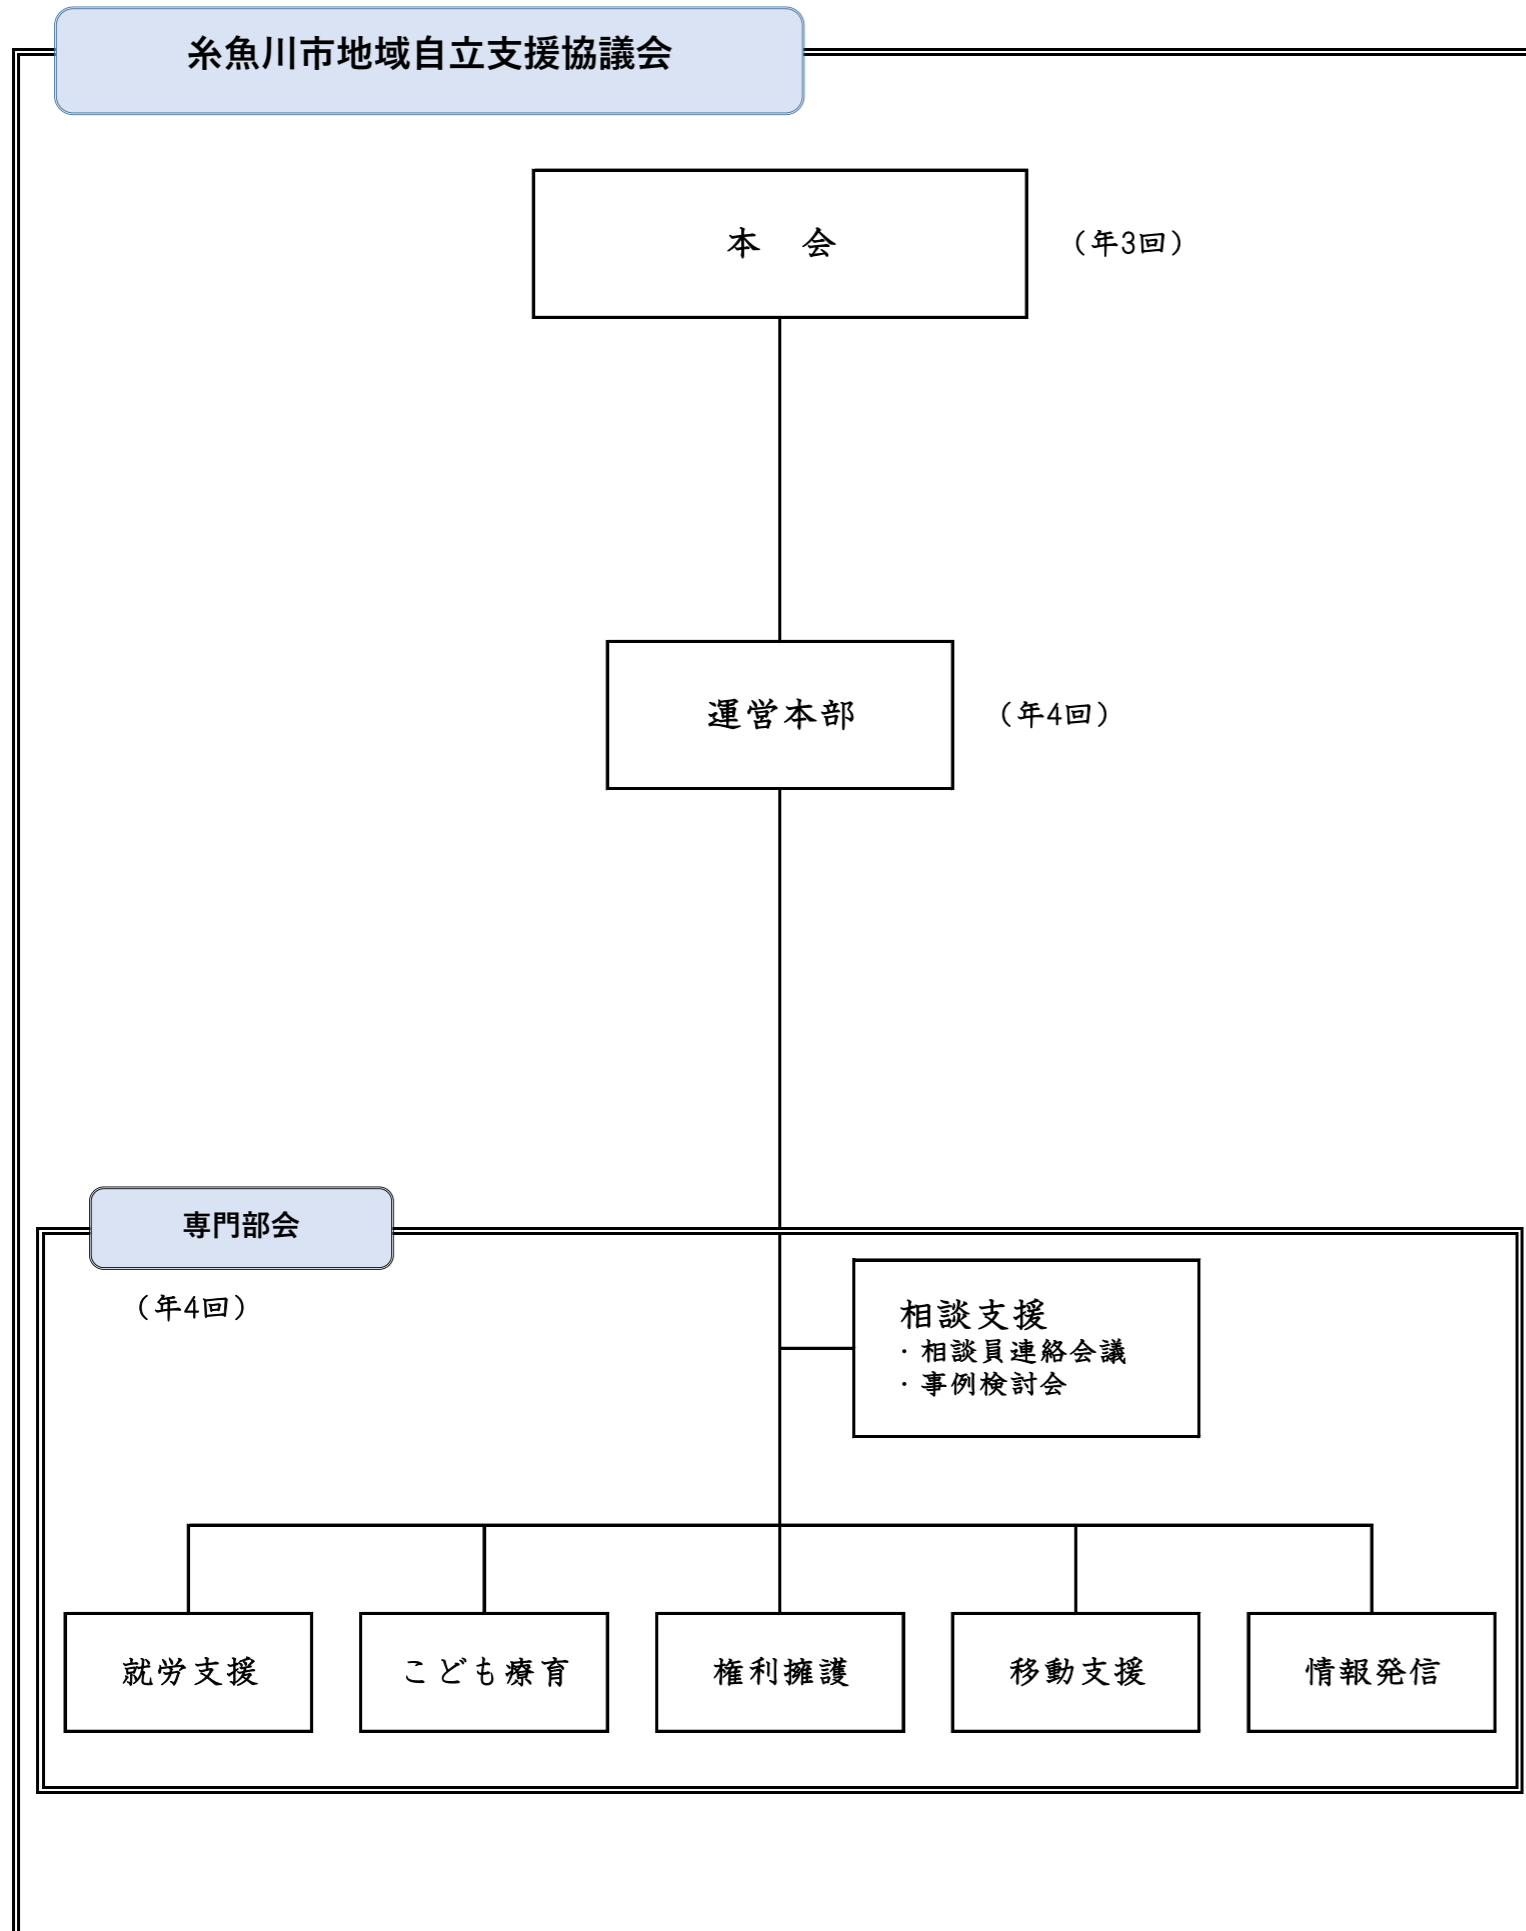 糸魚川市地域自立支援協議会
本　会
（年3回）
運営本部
（年4回）
専門部会
（年4回）
相談支援
・相談員連絡会議
・事例検討会
就労支援
こども療育
権利擁護
移動支援
情報発信